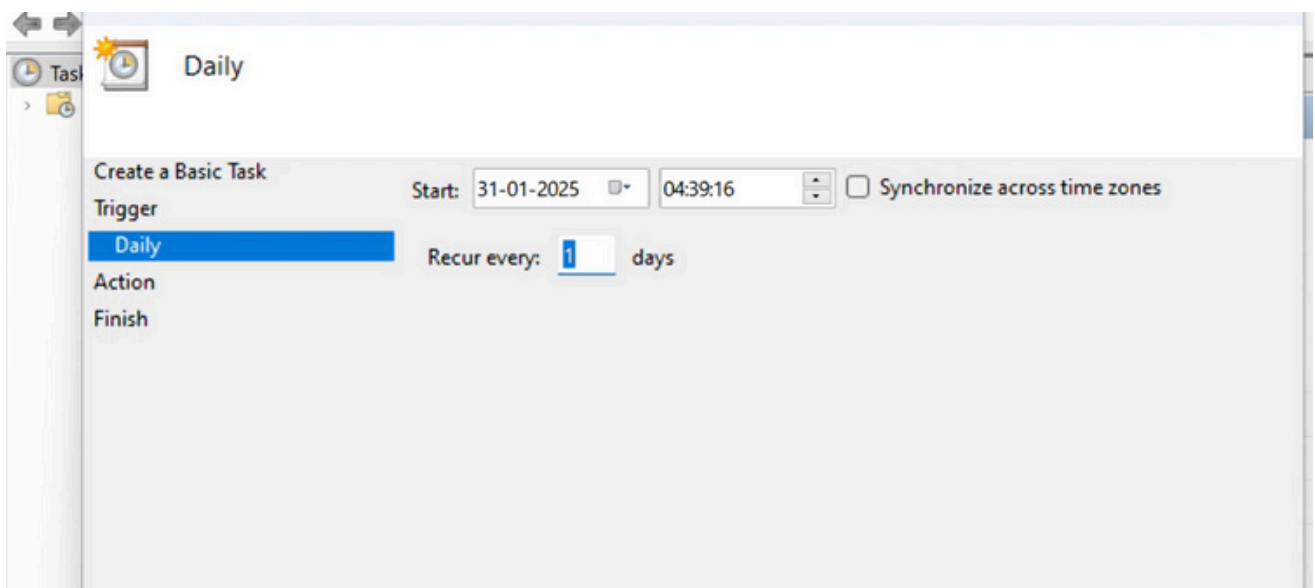 Daily
Task
Create a Basic Task
Trigger
Daily
Action
Finish
Start: 31-01-2025 04:39:16 Synchronize across time zones
Recur every: 1 days